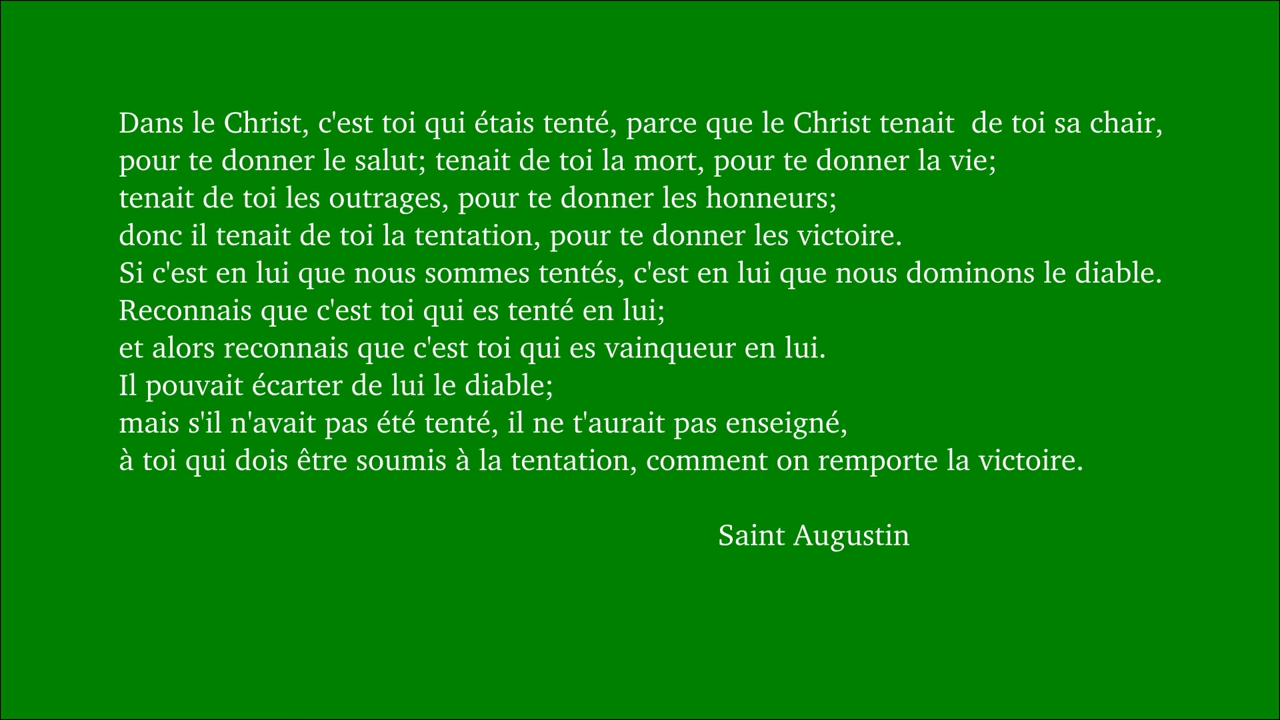 Dans le Christ, c'est toi qui étais tenté, parce que le Christ tenait  de toi sa chair,
pour te donner le salut; tenait de toi la mort, pour te donner la vie;
tenait de toi les outrages, pour te donner les honneurs;
donc il tenait de toi la tentation, pour te donner les victoire.
Si c'est en lui que nous sommes tentés, c'est en lui que nous dominons le diable.
Reconnais que c'est toi qui es tenté en lui;
et alors reconnais que c'est toi qui es vainqueur en lui.
Il pouvait écarter de lui le diable;
mais s'il n'avait pas été tenté, il ne t'aurait pas enseigné,
à toi qui dois être soumis à la tentation, comment on remporte la victoire.
Saint Augustin